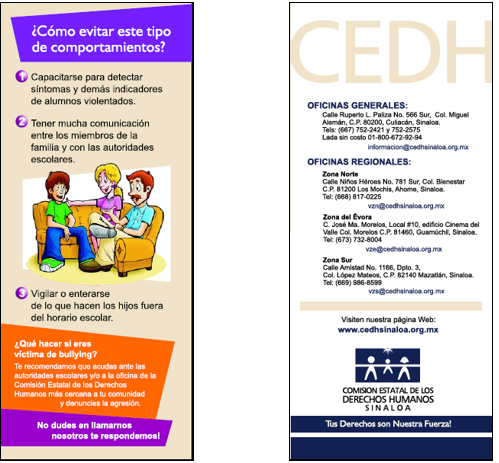 ¿Cómo evitar este tipo
de comportamientos?
1 Capacitarse para detectar
síntomas y demás indicadores
de alumnos violentados.
2 Tener mucha comunicación
entre los miembros de la
familia y con las autoridades
escolares.
3 Vigilar o enterarse
de lo que hacen los hijos fuera
del horario escolar.
¿Qué hacer si eres
víctima de bullying?
Te recomendamos que acudas ante las
autoridades escolares y/o a la oficina de la
Comisión Estatal de los Derechos
Humanos más cercana a tu comunidad
y denuncies la agresión.
No dudes en llamarnos
nosotros te respondemos!
CEDH
OFICINAS GENERALES:
Calle Ruperto L. Paliza No. 566 Sur, Col. Miguel
Alemán, C.P. 80200, Culiacán, Sinaloa.
Tels: (667) 752-2421 y 752-2575
Lada sin costo 01-800-672-92-94
informacion@cedhsinaloa.org.mx
OFICINAS REGIONALES:
Zona Norte
Calle Niños Héroes No. 781 Sur, Col. Bienestar
C.P. 81200 Los Mochis, Ahome, Sinaloa.
Tel: (668) 817-0225
vzn@cedhsinaloa.org.mx
Zona del Évora
C. José Ma. Morelos, Local #10, edificio Cinema del
Valle Col. Morelos C.P. 81460, Guamúchil, Sinaloa.
Tel: (673) 732-8004
vze@cedhsinaloa.org.mx
Zona Sur
Calle Amistad No. 1166, Dpto. 3,
Col. López Mateos, C.P. 82140 Mazatlán, Sinaloa.
Tel: (669) 986-8599
vzs@cedhsinaloa.org.mx
Visiten nuestra página Web:
www.cedhsinaloa.org.mx
COMISION ESTATAL DE LOS
DERECHOS HUMANOS
SINALOA
Tus Derechos son Nuestra Fuerza!